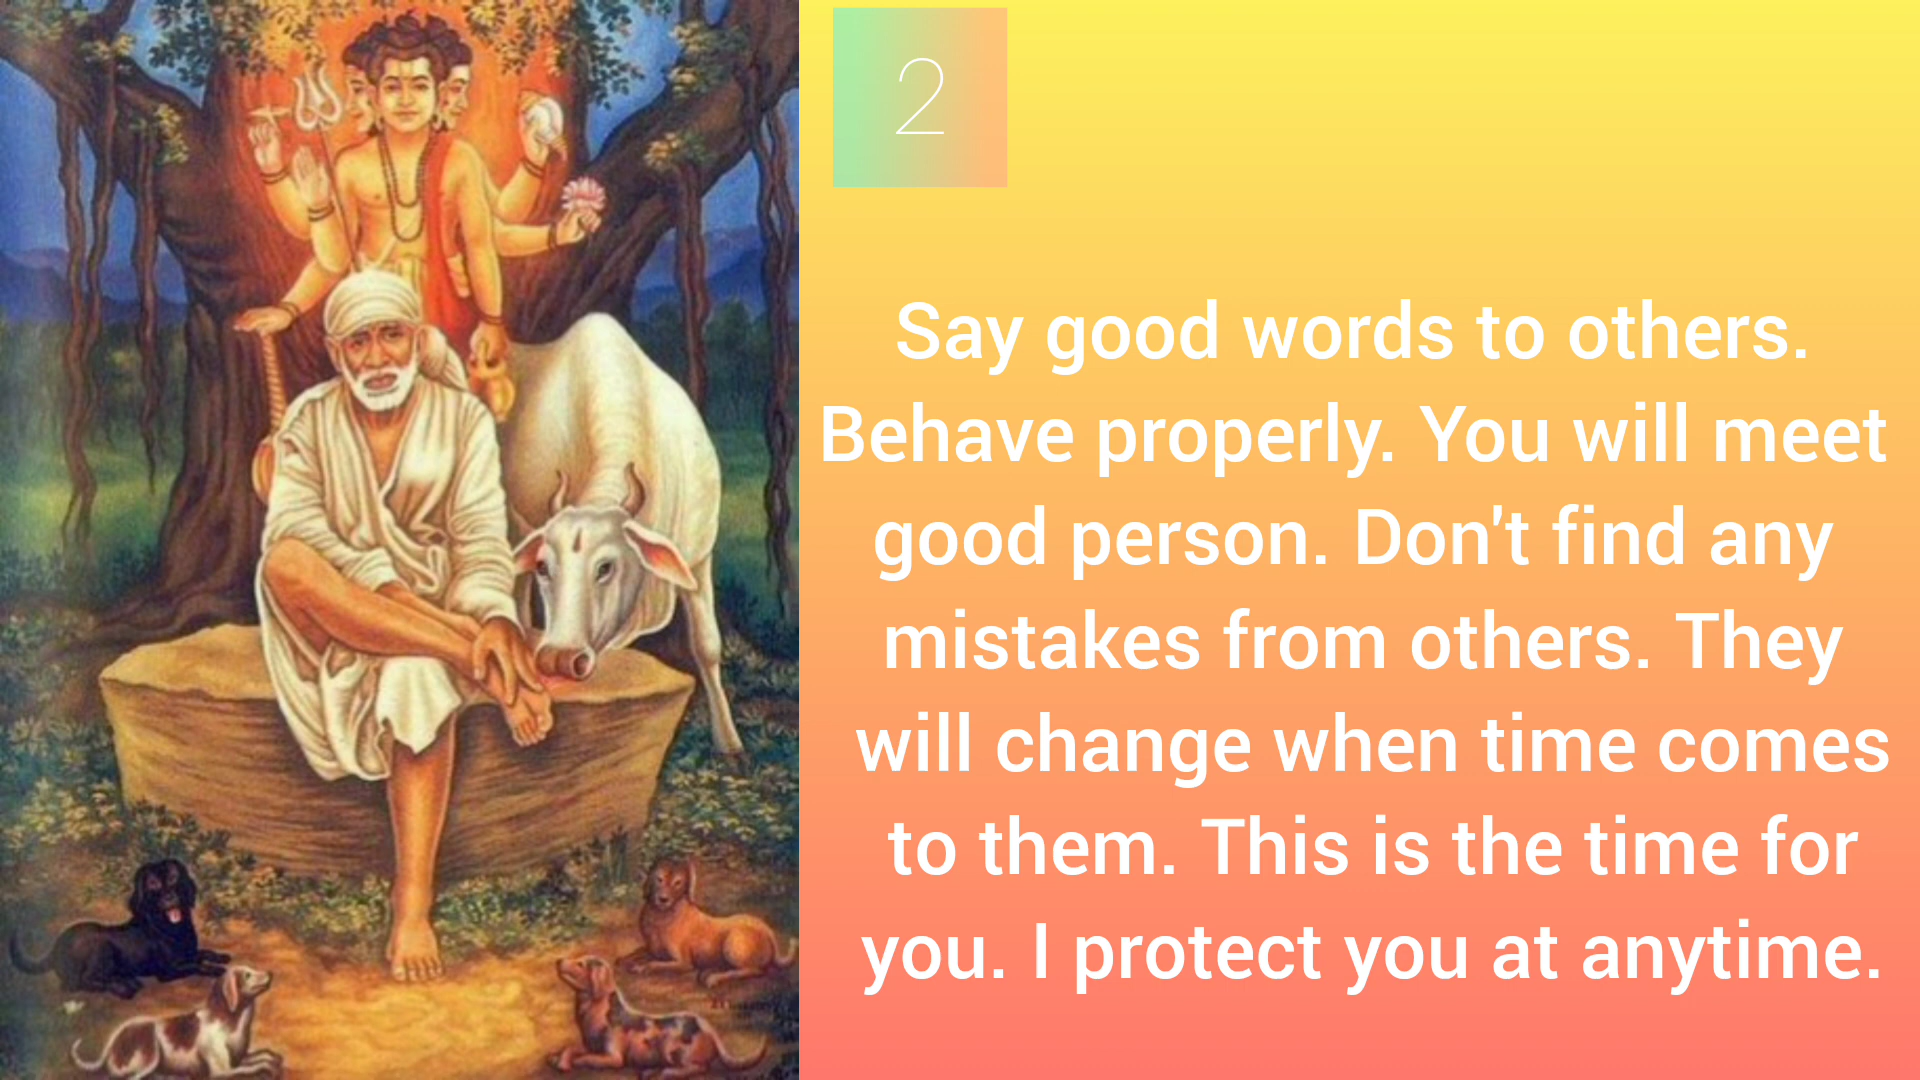 2
Say good words to others.
Behave properly. You will meet
good person. Don't find any
mistakes from others. They
will change when time comes
to them. This is the time for
you. I protect you at anytime.